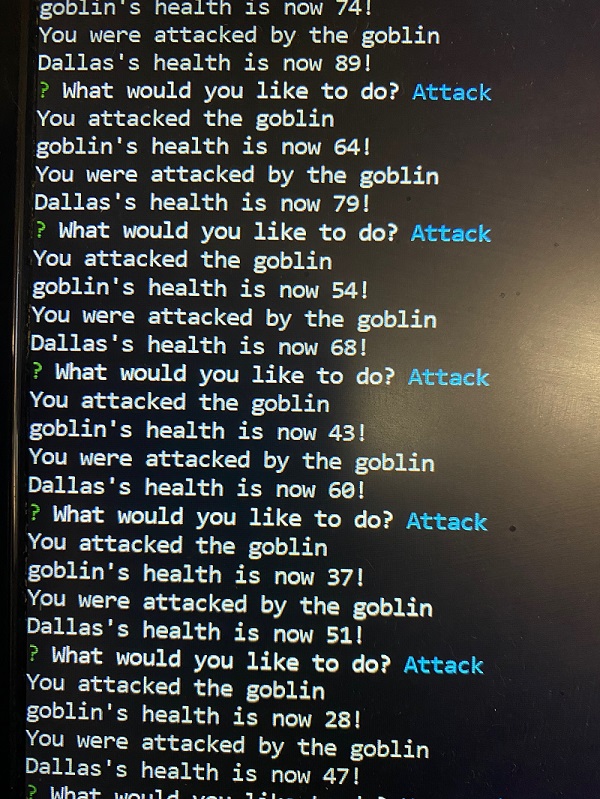 goblin's health is now 74!
You were attacked by the goblin
Dallas's health is now 89!
? What would you like to do? Attack
You attacked the goblin
goblin's health is now 64!
You were attacked by the goblin
Dallas's health is now 79!
? What would you like to do? Attack
You attacked the goblin
goblin's health is now 54!
You were attacked by the goblin
Dallas's health is now 68!
? What would you like to do? Attack
You attacked the goblin
goblin's health is now 43!
You were attacked by the goblin
Dallas's health is now 60!
? What would you like to do? Attack
You attacked the goblin
goblin's health is now 37!
You were attacked by the goblin
Dallas's health is now 51!
? What would you like to do? Attack
You attacked the goblin
goblin's health is now 28!
You were attacked by the goblin
Dallas's health is now 47!
? What would you like